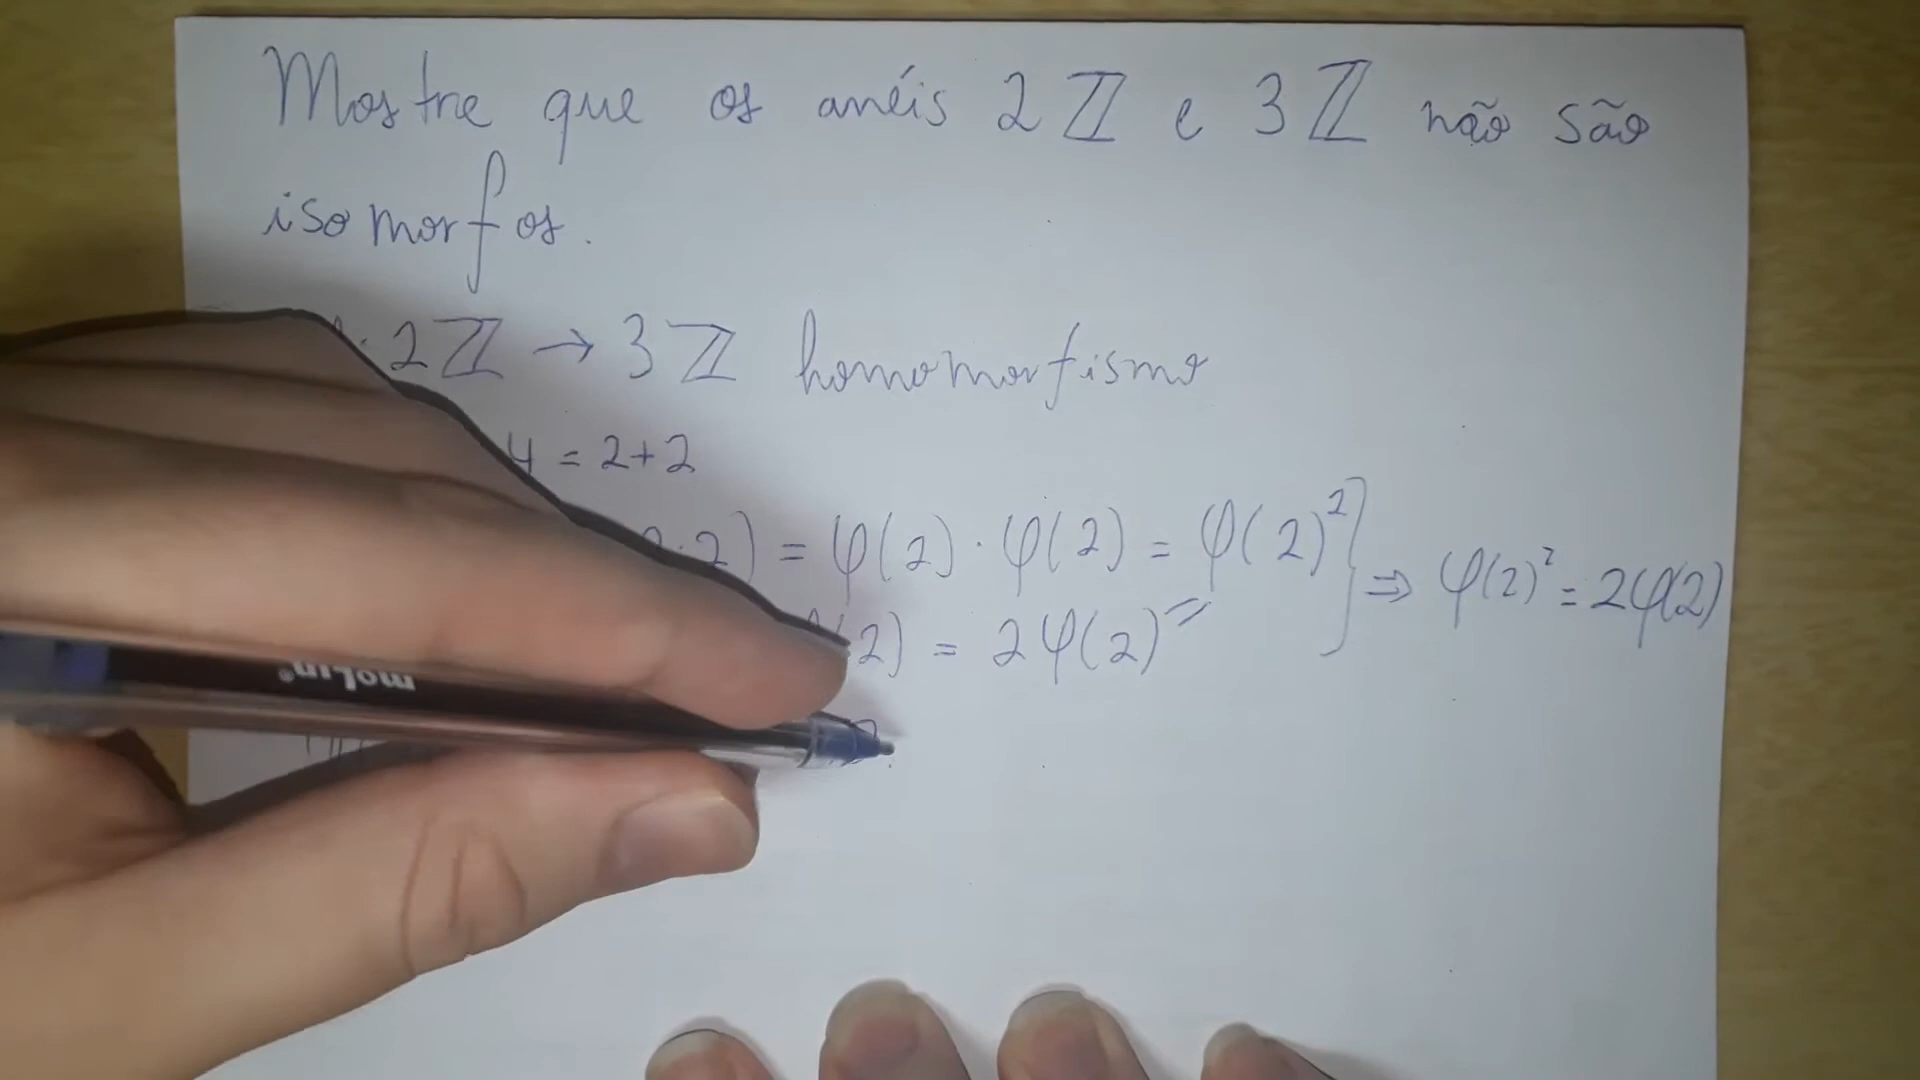 Mostre que os anéis 2ℤ e 3ℤ não são
isomorfos.
2ℤ → 3ℤ homomorfismo
4 = 2+2
·2) = φ(2) · φ(2) = φ(2)² } ⇒ φ(2)² = 2φ(2)
(2) = 2φ(2)
molin®